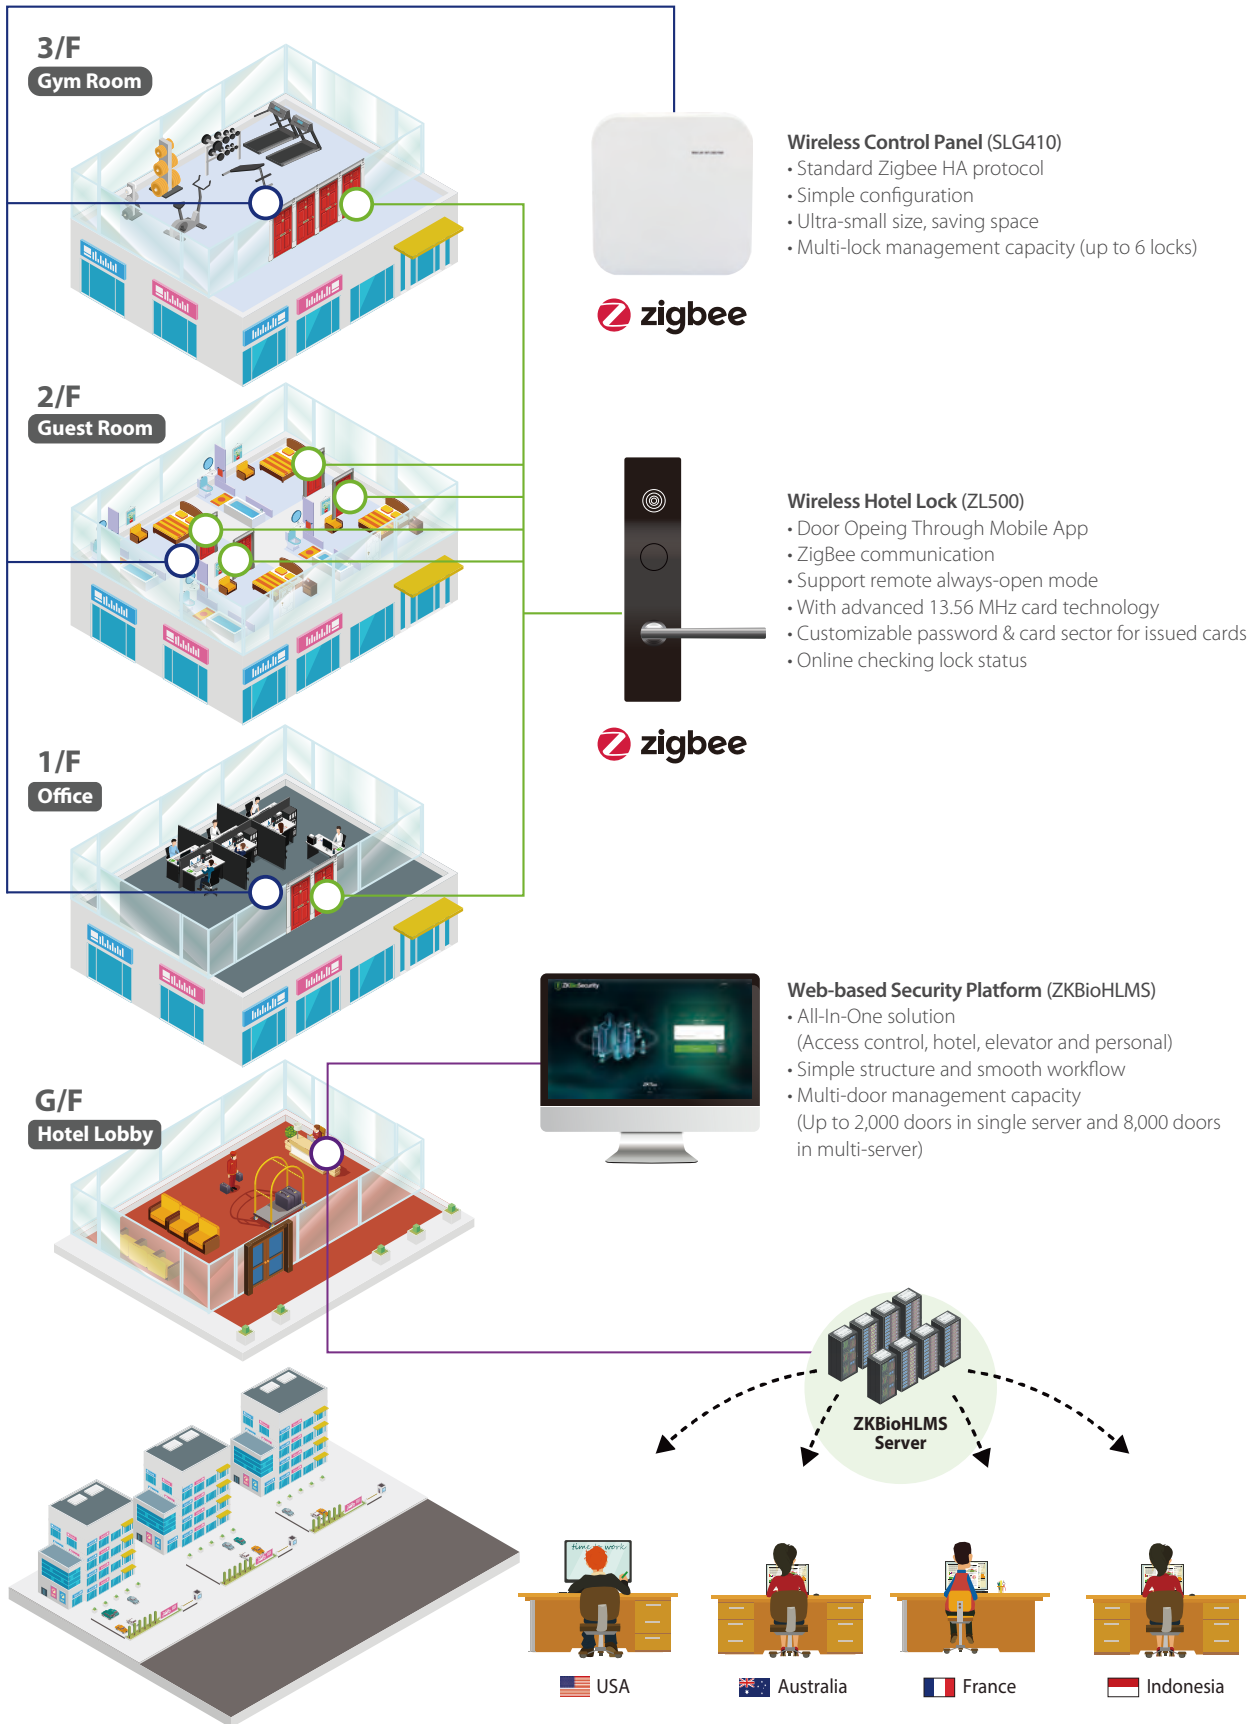 3/F
Gym Room
Wireless Control Panel (SLG410)
• Standard Zigbee HA protocol
• Simple configuration
• Ultra-small size, saving space
• Multi-lock management capacity (up to 6 locks)
zigbee
2/F
Guest Room
Wireless Hotel Lock (ZL500)
• Door Opeing Through Mobile App
• ZigBee communication
• Support remote always-open mode
• With advanced 13.56 MHz card technology
• Customizable password & card sector for issued cards
• Online checking lock status
zigbee
1/F
Office
ZKBioSecurity
Web-based Security Platform (ZKBioHLMS)
• All-In-One solution
(Access control, hotel, elevator and personal)
• Simple structure and smooth workflow
• Multi-door management capacity
(Up to 2,000 doors in single server and 8,000 doors
in multi-server)
G/F
Hotel Lobby
ZKBioHLMS
Server
time to work
USA
Australia
France
Indonesia